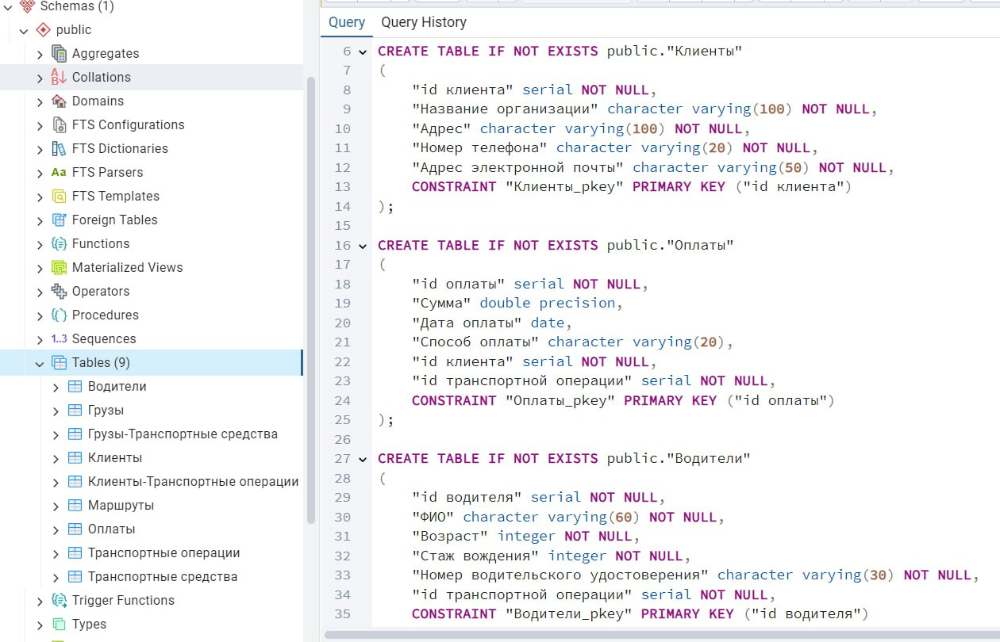 Schemas (1)
public
Aggregates
Collations
Domains
FTS Configurations
FTS Dictionaries
Aa FTS Parsers
FTS Templates
Foreign Tables
Functions
Materialized Views
Operators
Procedures
1..3 Sequences
Tables (9)
Водители
Грузы
Грузы-Транспортные средства
Клиенты
Клиенты-Транспортные операции
Маршруты
Оплаты
Транспортные операции
Транспортные средства
Trigger Functions
Types
Query Query History
6 CREATE TABLE IF NOT EXISTS public."Клиенты"
7 (
8 "id клиента" serial NOT NULL,
9 "Название организации" character varying(100) NOT NULL,
10 "Адрес" character varying(100) NOT NULL,
11 "Номер телефона" character varying(20) NOT NULL,
12 "Адрес электронной почты" character varying(50) NOT NULL,
13 CONSTRAINT "Клиенты_pkey" PRIMARY KEY ("id клиента")
14 );
15
16 CREATE TABLE IF NOT EXISTS public."Оплаты"
17 (
18 "id оплаты" serial NOT NULL,
19 "Сумма" double precision,
20 "Дата оплаты" date,
21 "Способ оплаты" character varying(20),
22 "id клиента" serial NOT NULL,
23 "id транспортной операции" serial NOT NULL,
24 CONSTRAINT "Оплаты_pkey" PRIMARY KEY ("id оплаты")
25 );
26
27 CREATE TABLE IF NOT EXISTS public."Водители"
28 (
29 "id водителя" serial NOT NULL,
30 "ФИО" character varying(60) NOT NULL,
31 "Возраст" integer NOT NULL,
32 "Стаж вождения" integer NOT NULL,
33 "Номер водительского удостоверения" character varying(30) NOT NULL,
34 "id транспортной операции" serial NOT NULL,
35 CONSTRAINT "Водители_pkey" PRIMARY KEY ("id водителя")